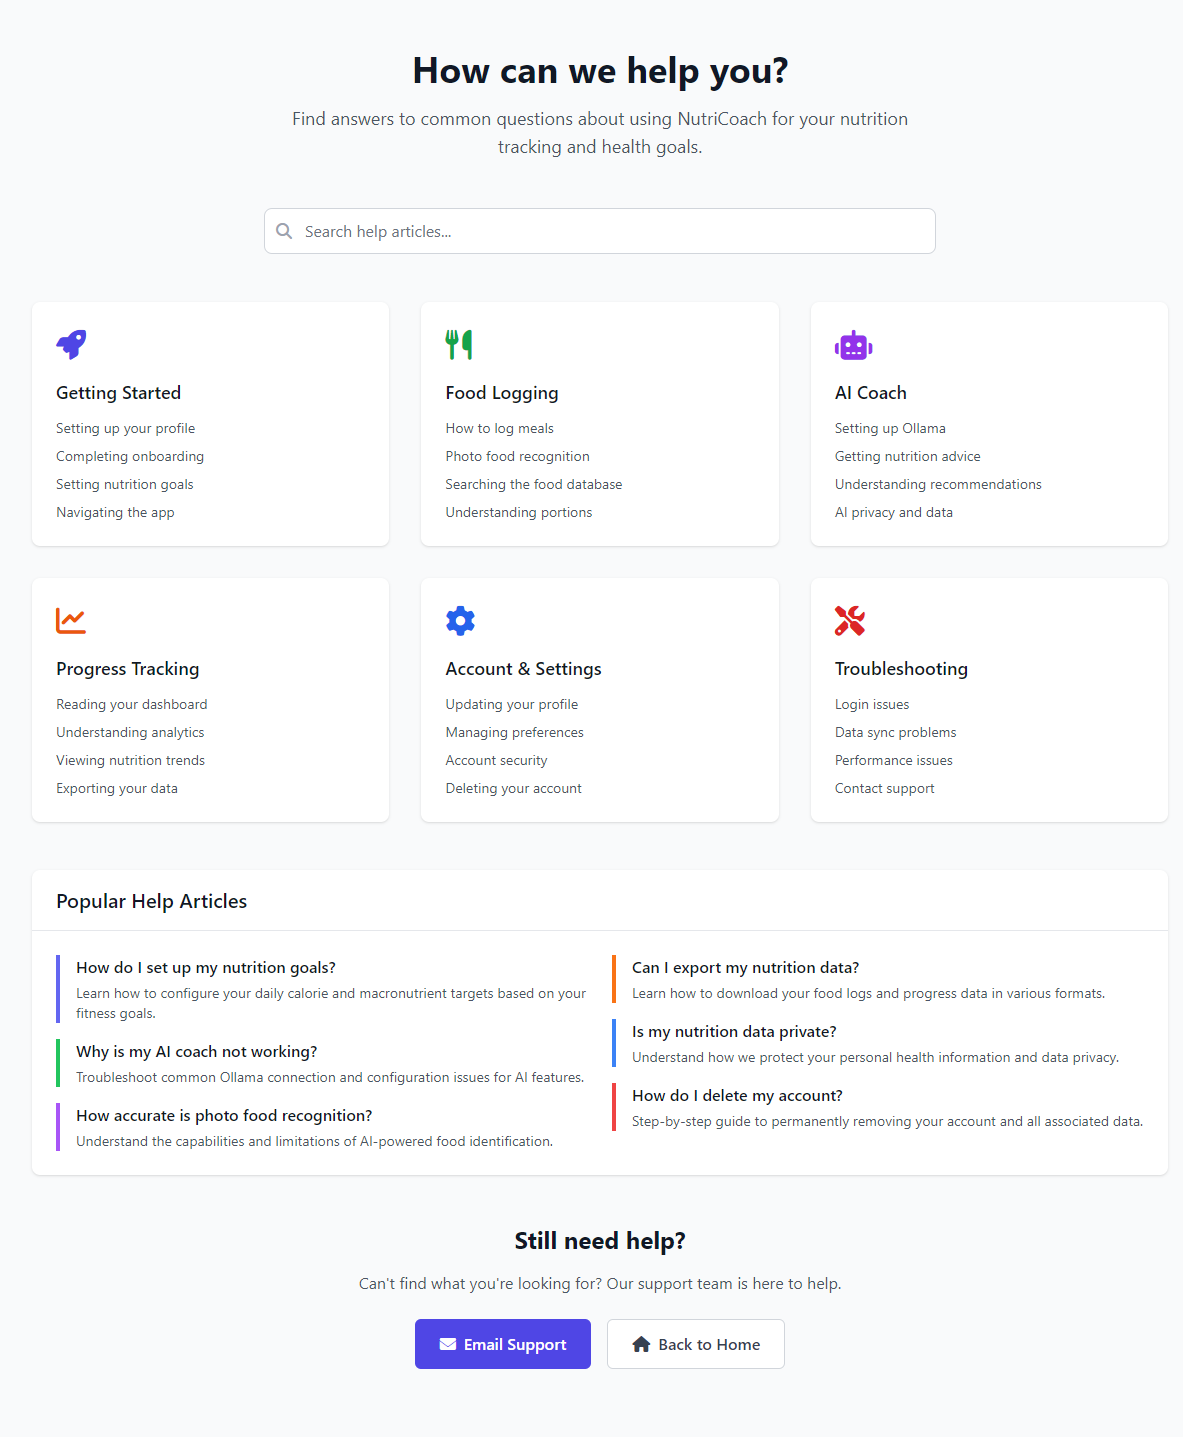 How can we help you?
Find answers to common questions about using NutriCoach for your nutrition
tracking and health goals.
Search help articles...
Getting Started
Setting up your profile
Completing onboarding
Setting nutrition goals
Navigating the app
Food Logging
How to log meals
Photo food recognition
Searching the food database
Understanding portions
AI Coach
Setting up Ollama
Getting nutrition advice
Understanding recommendations
AI privacy and data
Progress Tracking
Reading your dashboard
Understanding analytics
Viewing nutrition trends
Exporting your data
Account & Settings
Updating your profile
Managing preferences
Account security
Deleting your account
Troubleshooting
Login issues
Data sync problems
Performance issues
Contact support
Popular Help Articles
How do I set up my nutrition goals?
Learn how to configure your daily calorie and macronutrient targets based on your
fitness goals.
Why is my AI coach not working?
Troubleshoot common Ollama connection and configuration issues for AI features.
How accurate is photo food recognition?
Understand the capabilities and limitations of AI-powered food identification.
Can I export my nutrition data?
Learn how to download your food logs and progress data in various formats.
Is my nutrition data private?
Understand how we protect your personal health information and data privacy.
How do I delete my account?
Step-by-step guide to permanently removing your account and all associated data.
Still need help?
Can't find what you're looking for? Our support team is here to help.
Email Support
Back to Home